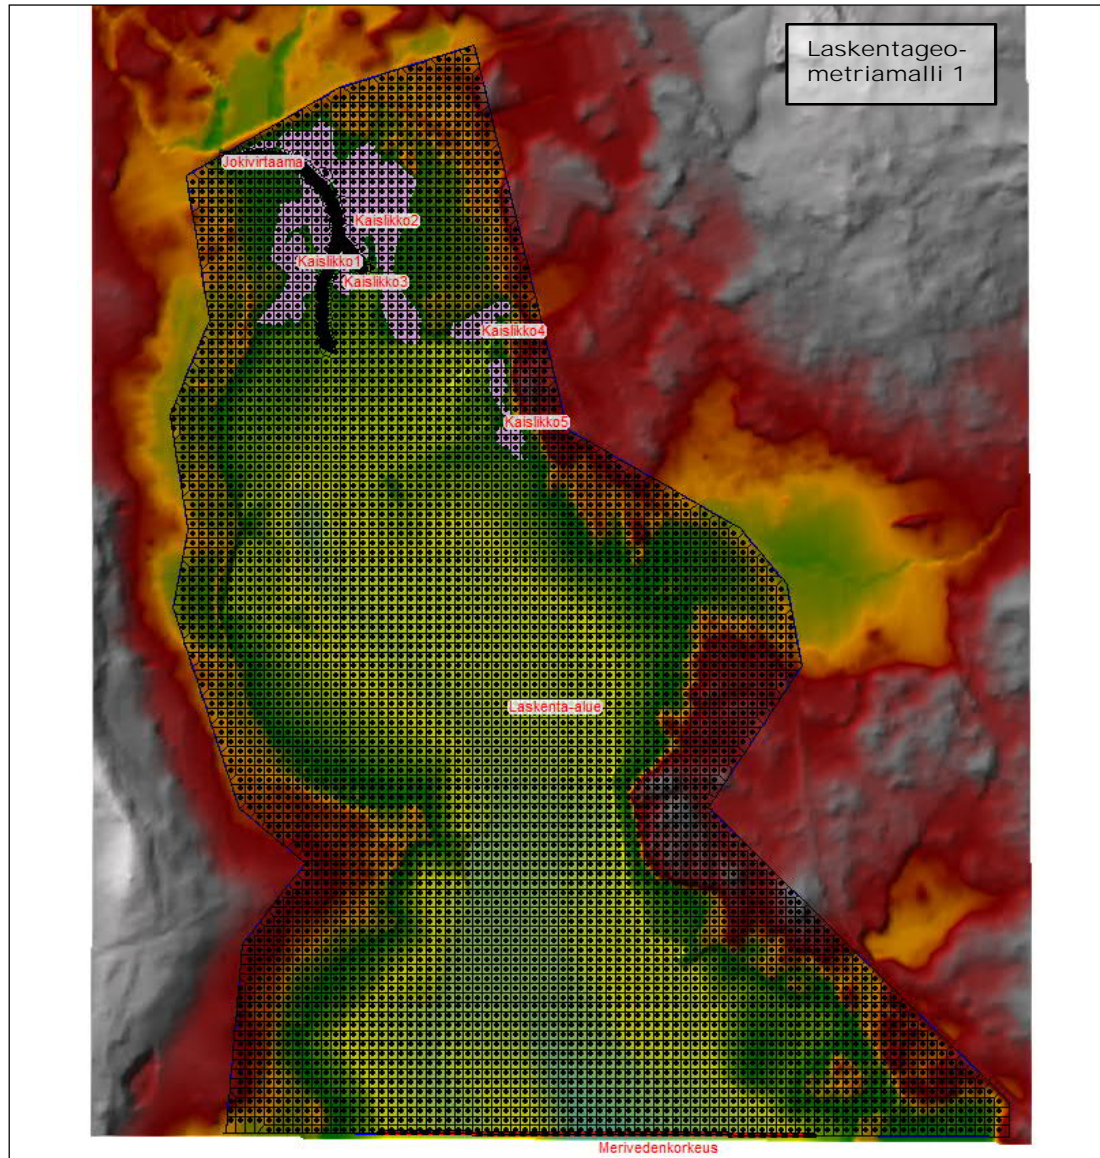 Laskentageo-
metriamalli 1
Jokivirtaama
Kaislikko2
Kaislikko1
Kaislikko3
Kaislikko4
Kaislikko5
Laskenta-alue
Merivedenkorkeus